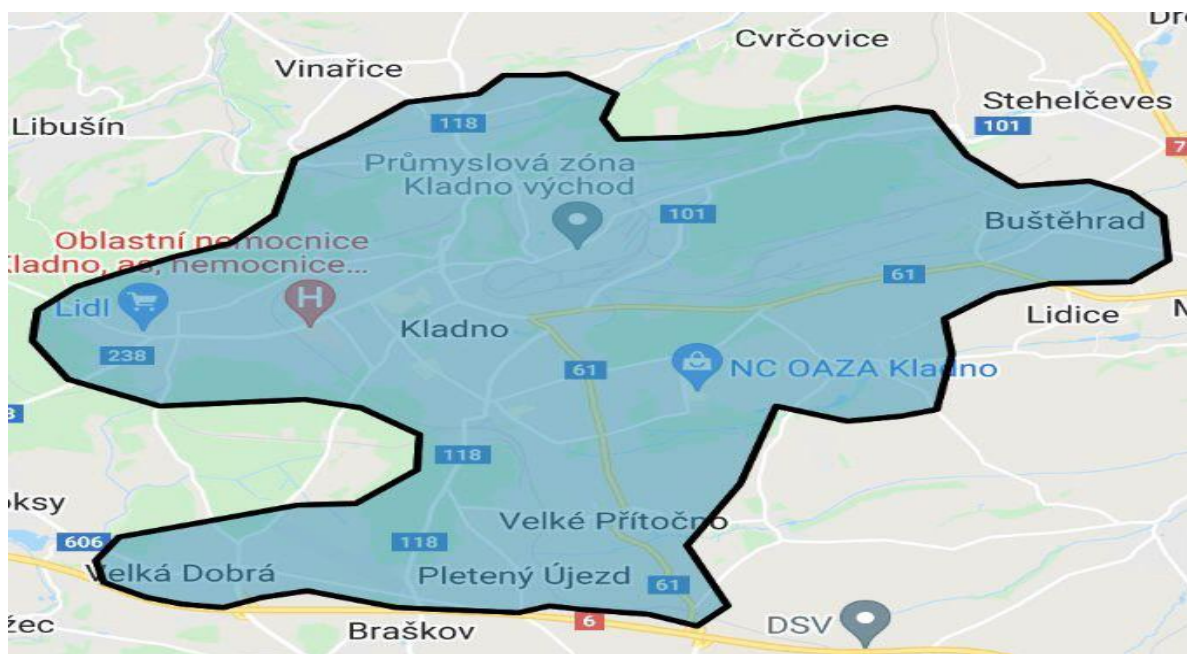 Cvrčovice
Vinařice
Stehelčeves
Libušín
118
101
7
Průmyslová zóna
Kladno východ
101
Buštěhrad
Oblastní nemocnice
Kladno, as, nemocnice...
H
61
Lidl
Lidice
Kladno
238
61
NC OAZA Kladno
118
Velké Přítočno
606
118
Velká Dobrá
Pletený Újezd
61
Braškov
6
DSV